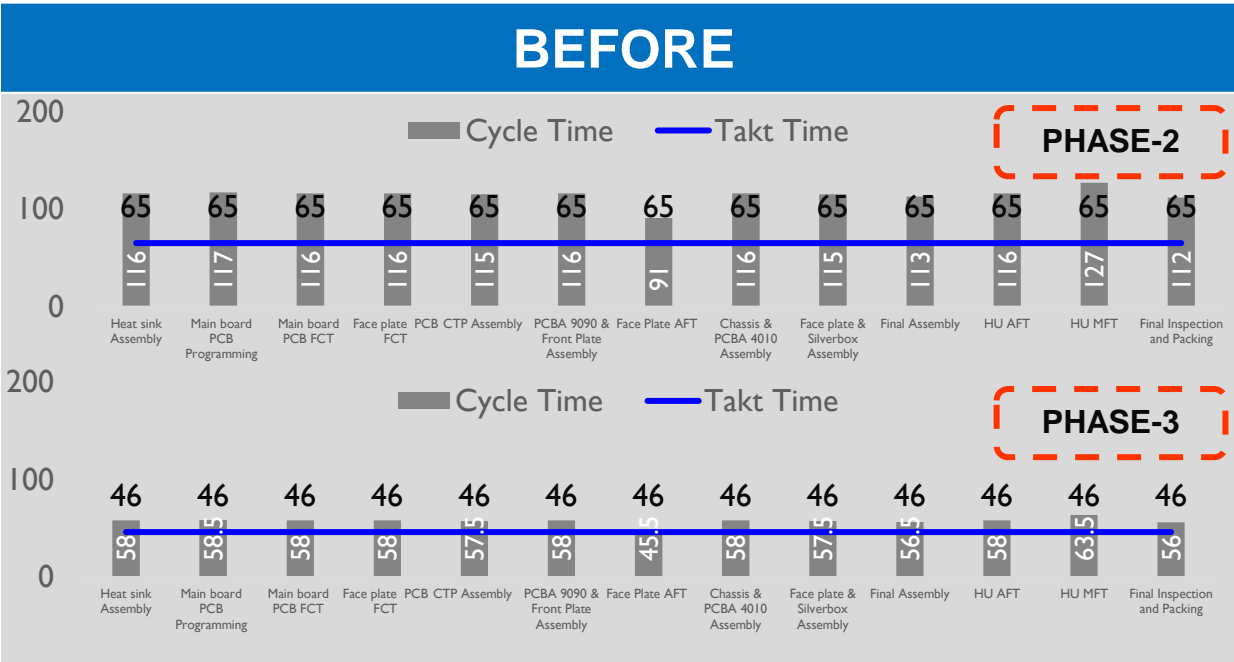 BEFORE
200
Cycle Time
Takt Time
PHASE-2
100
65 65 65 65 65 65 65 65 65 65 65 65 65
116 117 116 116 115 116 91 116 115 113 116 127 112
0
Heat sink Assembly
Main board PCB Programming
Main board PCB FCT
Face plate FCT
PCB CTP Assembly
PCBA 9090 & Front Plate Assembly
Face Plate AFT
Chassis & PCBA 4010 Assembly
Face plate & Silverbox Assembly
Final Assembly
HU AFT
HU MFT
Final Inspection and Packing
200
Cycle Time
Takt Time
PHASE-3
100
46 46 46 46 46 46 46 46 46 46 46 46 46
58 58.5 58 58 57.5 58 45.5 58 57.5 56.5 58 63.5 56
0
Heat sink Assembly
Main board PCB Programming
Main board PCB FCT
Face plate FCT
PCB CTP Assembly
PCBA 9090 & Front Plate Assembly
Face Plate AFT
Chassis & PCBA 4010 Assembly
Face plate & Silverbox Assembly
Final Assembly
HU AFT
HU MFT
Final Inspection and Packing